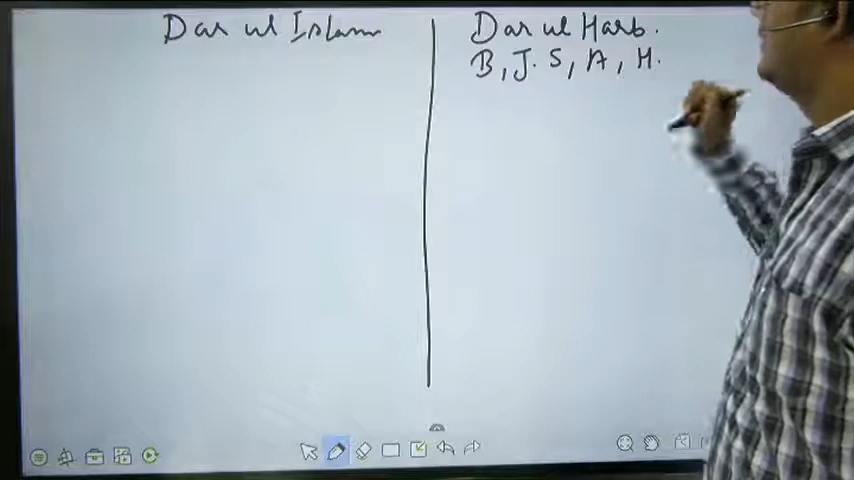 Dar ul Islam
Dar ul Harb.
B, J. S, A, H.